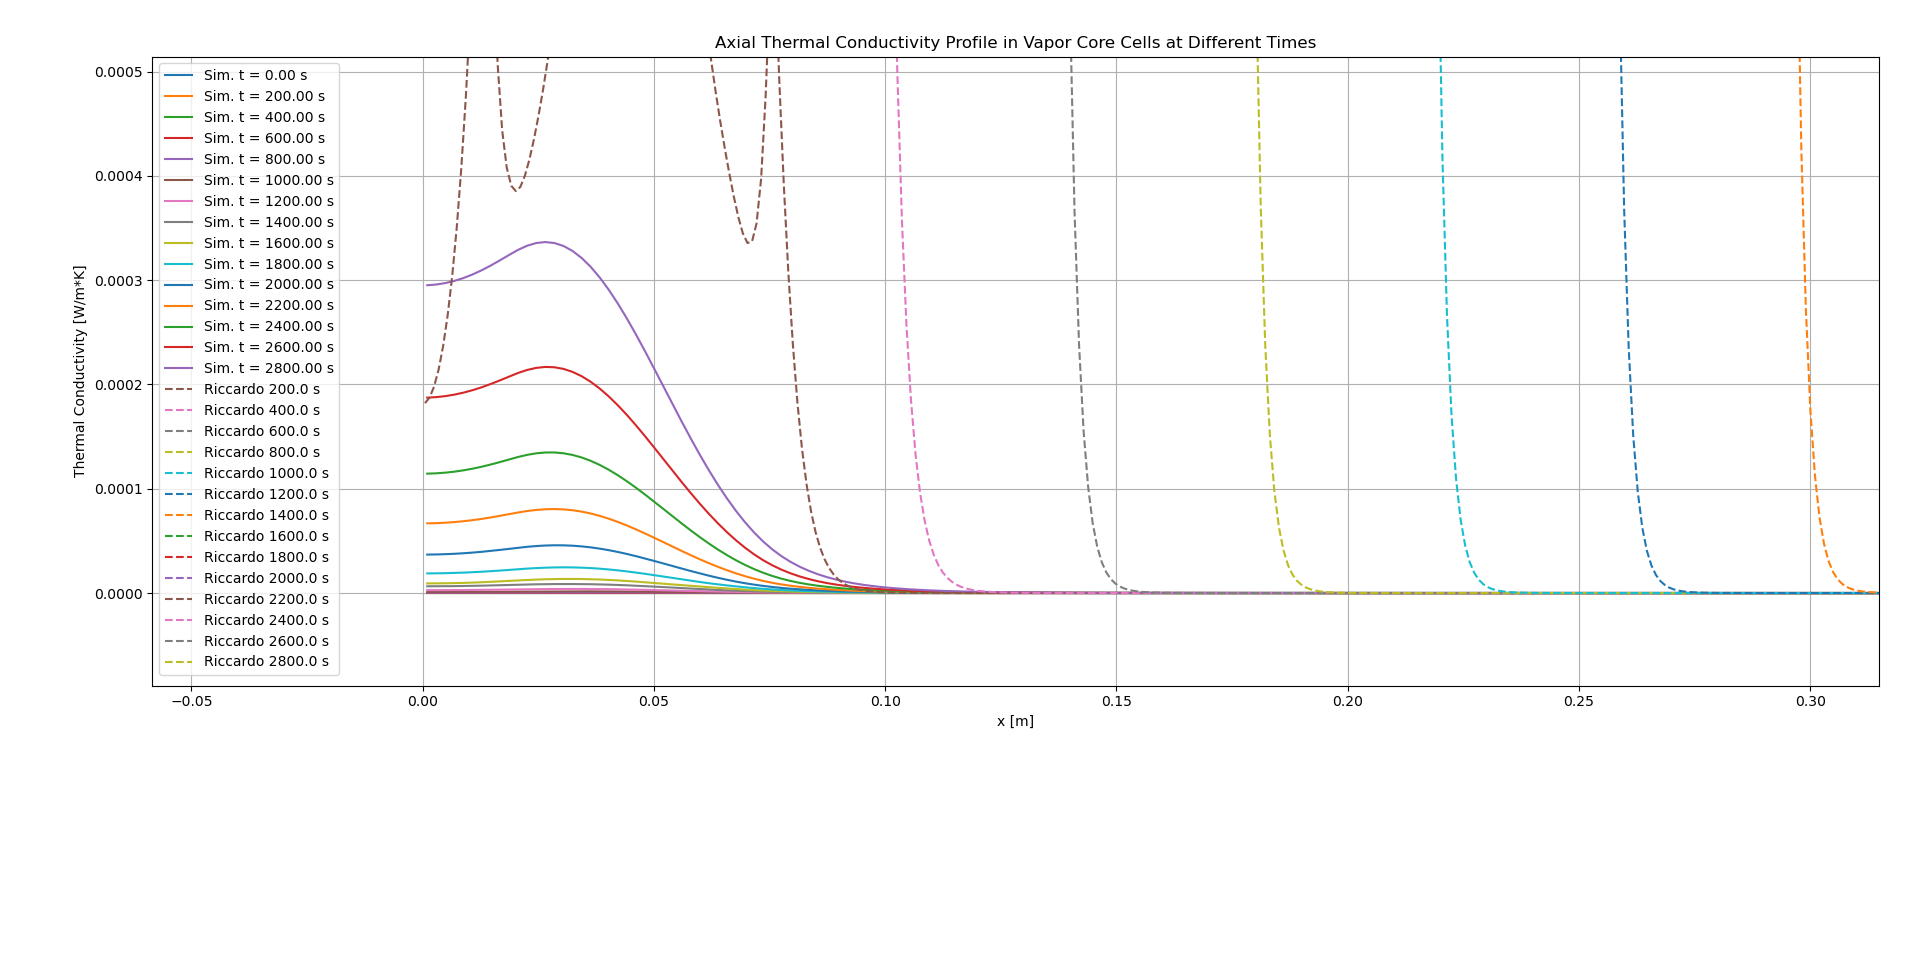 Axial Thermal Conductivity Profile in Vapor Core Cells at Different Times
Thermal Conductivity [W/m*K]
0.0005
0.0004
0.0003
0.0002
0.0001
0.0000
Sim. t = 0.00 s
Sim. t = 200.00 s
Sim. t = 400.00 s
Sim. t = 600.00 s
Sim. t = 800.00 s
Sim. t = 1000.00 s
Sim. t = 1200.00 s
Sim. t = 1400.00 s
Sim. t = 1600.00 s
Sim. t = 1800.00 s
Sim. t = 2000.00 s
Sim. t = 2200.00 s
Sim. t = 2400.00 s
Sim. t = 2600.00 s
Sim. t = 2800.00 s
Riccardo 200.0 s
Riccardo 400.0 s
Riccardo 600.0 s
Riccardo 800.0 s
Riccardo 1000.0 s
Riccardo 1200.0 s
Riccardo 1400.0 s
Riccardo 1600.0 s
Riccardo 1800.0 s
Riccardo 2000.0 s
Riccardo 2200.0 s
Riccardo 2400.0 s
Riccardo 2600.0 s
Riccardo 2800.0 s
−0.05 0.00 0.05 0.10 0.15 0.20 0.25 0.30
x [m]